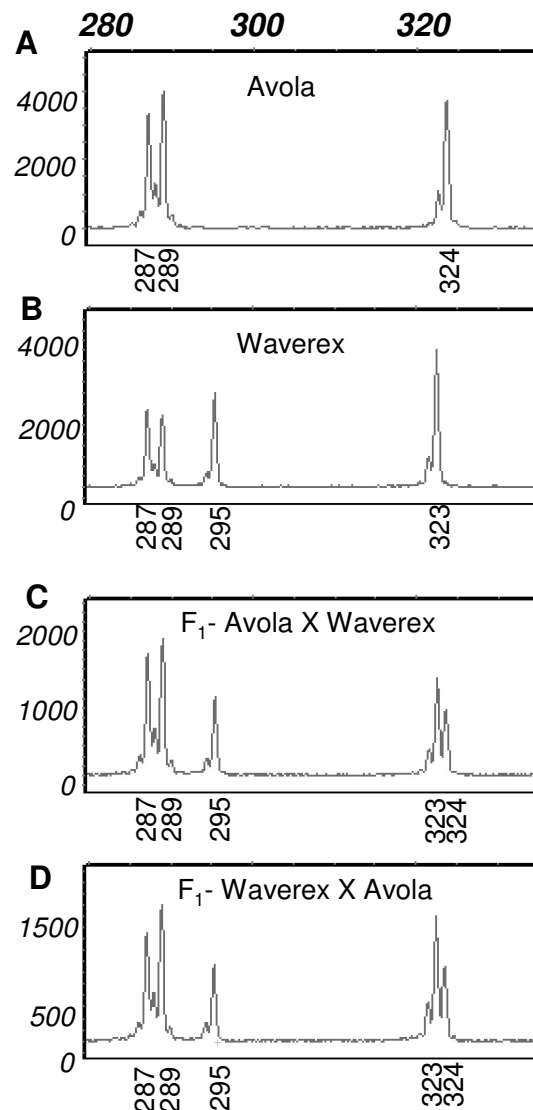 280 300 320
A
Avola
4000
2000
0
287 289 324
B
Waverex
4000
2000
0
287 289 295 323
C
F₁- Avola X Waverex
2000
1000
0
287 289 295 323 324
D
F₁- Waverex X Avola
1500
500
0
287 289 295 323 324